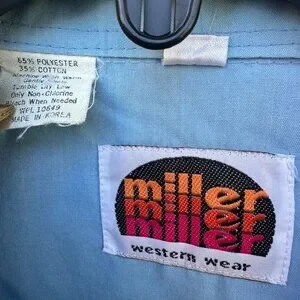 65% POLYESTER
35% COTTON
Machine Wash Warm
Gentle Cycle
Tumble Dry Low
Only Non-Chlorine
Bleach When Needed
WPL 10649
MADE IN KOREA
miller
miller
miller
western wear